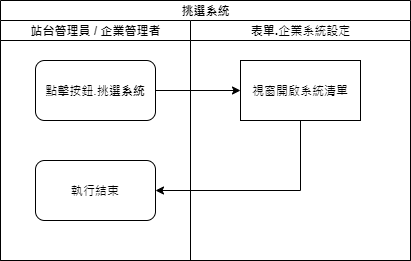 挑選系統
站台管理員 / 企業管理者
表單.企業系統設定
點擊按鈕.挑選系統
視窗開啟系統清單
執行結束